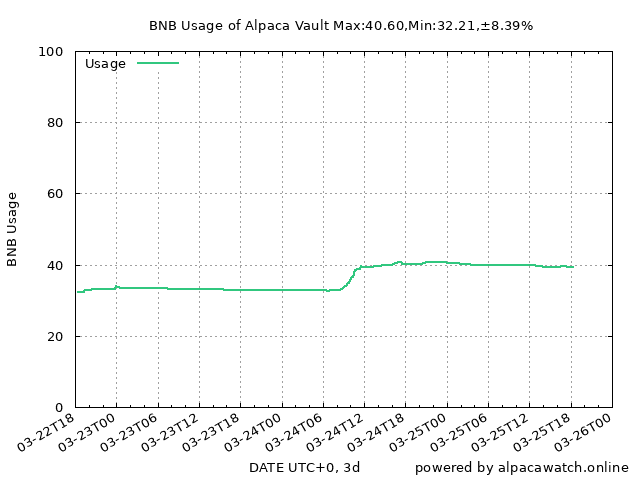 BNB Usage of Alpaca Vault Max:40.60,Min:32.21,±8.39%
Usage
BNB Usage
100
80
60
40
20
0
03-22T18
03-23T00
03-23T06
03-23T12
03-23T18
03-24T00
03-24T06
03-24T12
03-24T18
03-25T00
03-25T06
03-25T12
03-25T18
03-26T00
DATE UTC+0, 3d
powered by alpacawatch.online